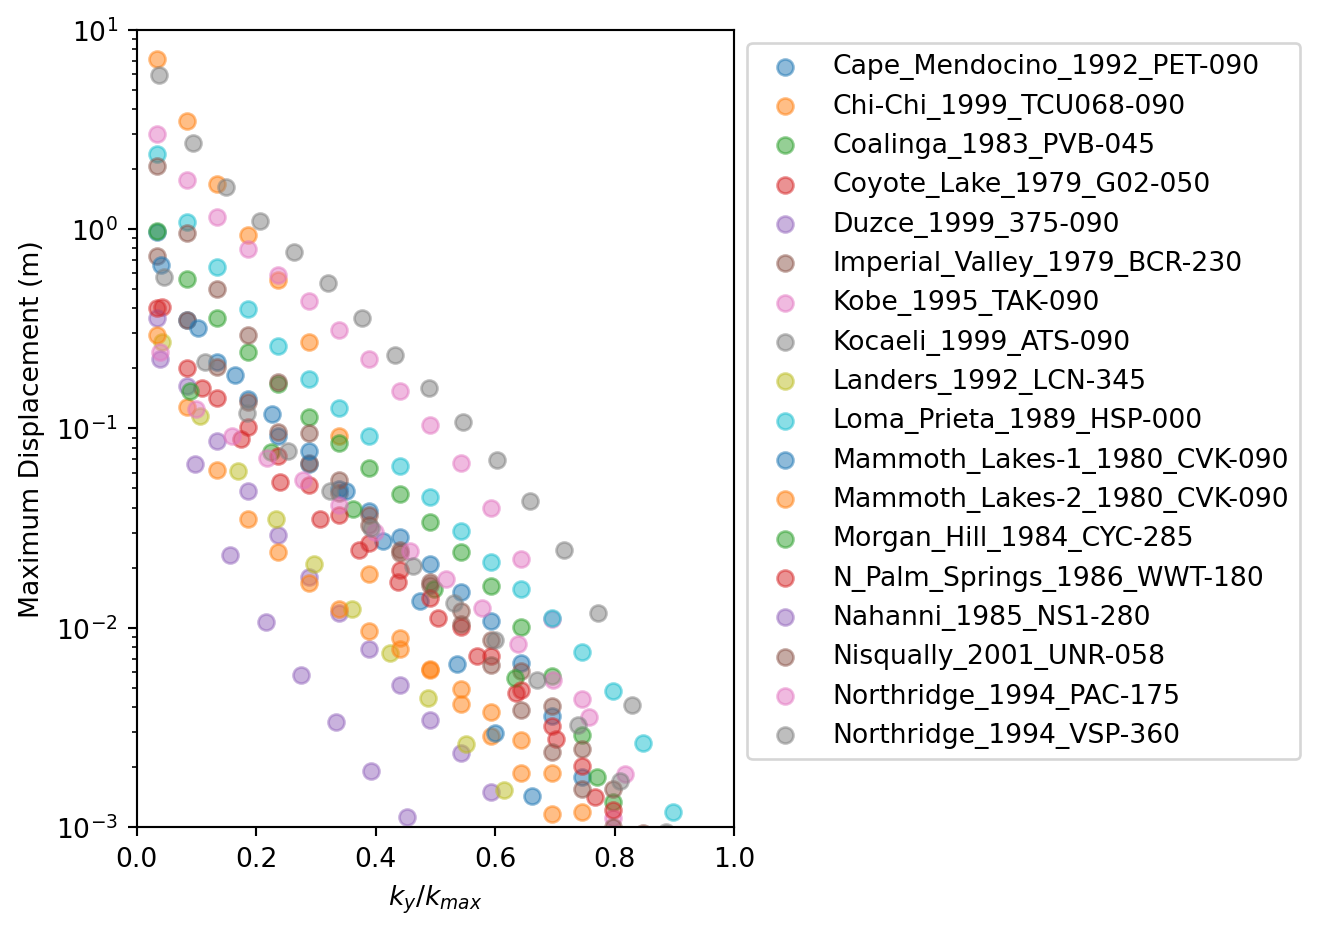 10^1
10^0
10^-1
10^-2
10^-3
Maximum Displacement (m)
0.0 0.2 0.4 0.6 0.8 1.0
k_y/k_max
Cape_Mendocino_1992_PET-090
Chi-Chi_1999_TCU068-090
Coalinga_1983_PVB-045
Coyote_Lake_1979_G02-050
Duzce_1999_375-090
Imperial_Valley_1979_BCR-230
Kobe_1995_TAK-090
Kocaeli_1999_ATS-090
Landers_1992_LCN-345
Loma_Prieta_1989_HSP-000
Mammoth_Lakes-1_1980_CVK-090
Mammoth_Lakes-2_1980_CVK-090
Morgan_Hill_1984_CYC-285
N_Palm_Springs_1986_WWT-180
Nahanni_1985_NS1-280
Nisqually_2001_UNR-058
Northridge_1994_PAC-175
Northridge_1994_VSP-360